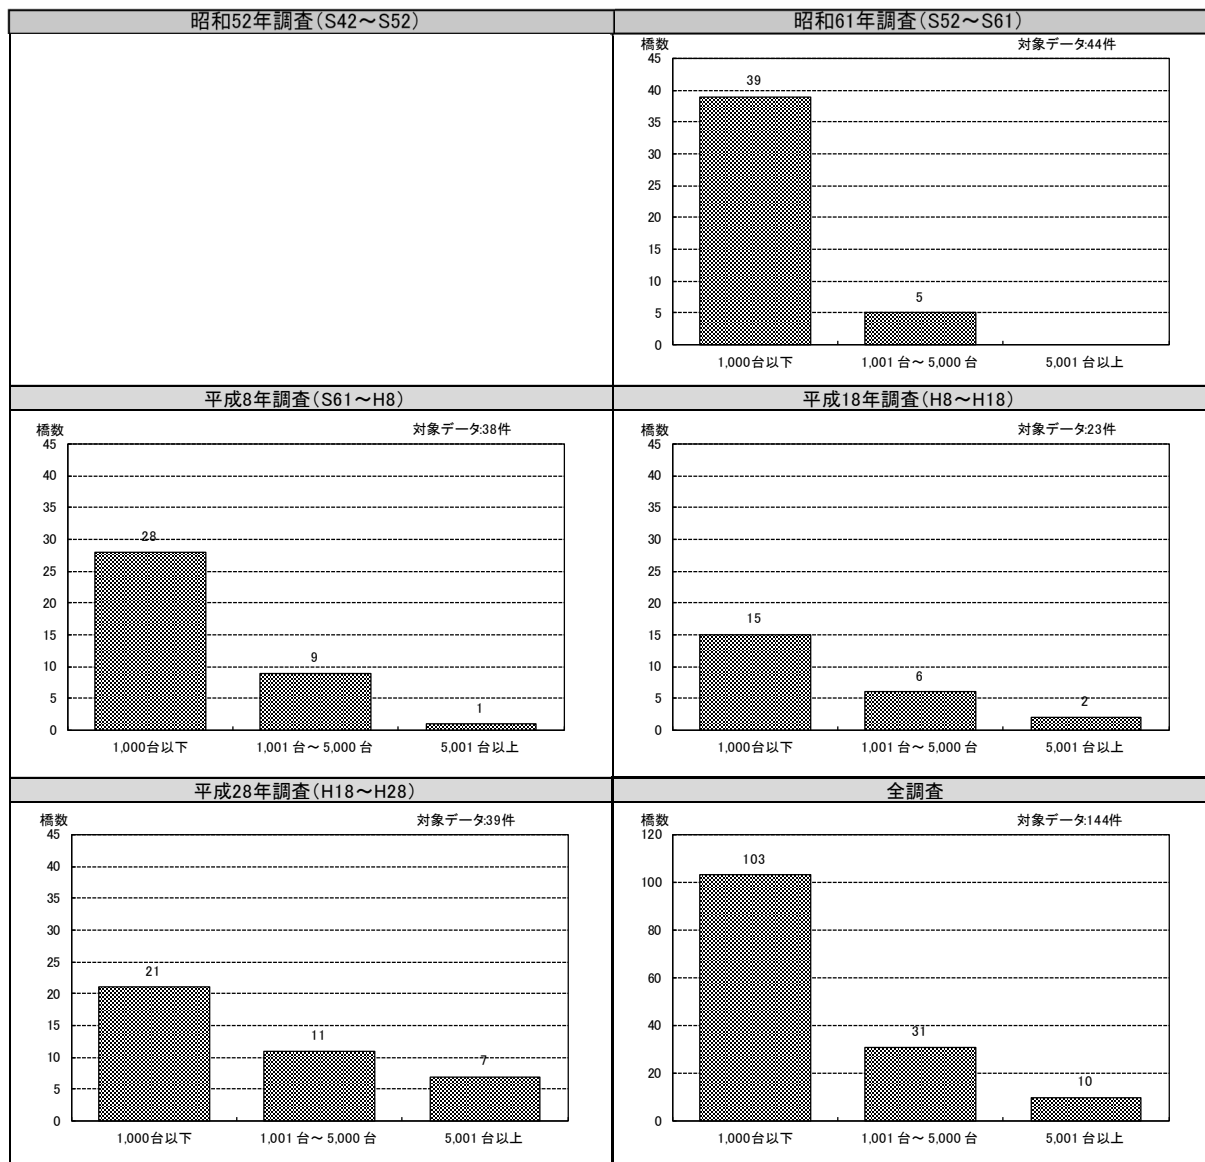 昭和52年調査(S42～S52)
昭和61年調査(S52～S61)
橋数
対象データ:44件
45
40
35
30
25
20
15
10
5
0
39
5
1,000台以下
1,001 台～ 5,000 台
5,001 台以上
平成8年調査(S61～H8)
橋数
対象データ:38件
45
40
35
30
25
20
15
10
5
0
28
9
1
1,000台以下
1,001 台～ 5,000 台
5,001 台以上
平成18年調査(H8～H18)
橋数
対象データ:23件
45
40
35
30
25
20
15
10
5
0
15
6
2
1,000台以下
1,001 台～ 5,000 台
5,001 台以上
平成28年調査(H18～H28)
橋数
対象データ:39件
45
40
35
30
25
20
15
10
5
0
21
11
7
1,000台以下
1,001 台～ 5,000 台
5,001 台以上
全調査
橋数
対象データ:144件
120
100
80
60
40
20
0
103
31
10
1,000台以下
1,001 台～ 5,000 台
5,001 台以上